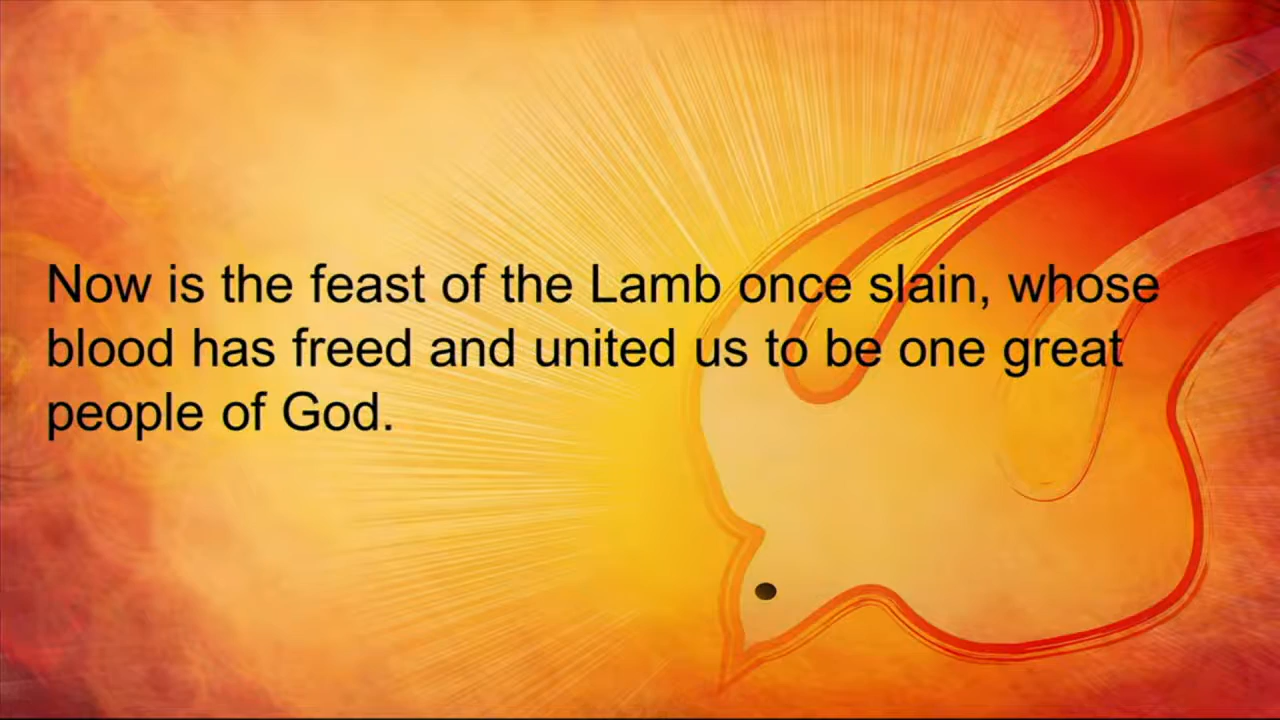 Now is the feast of the Lamb once slain, whose
blood has freed and united us to be one great
people of God.